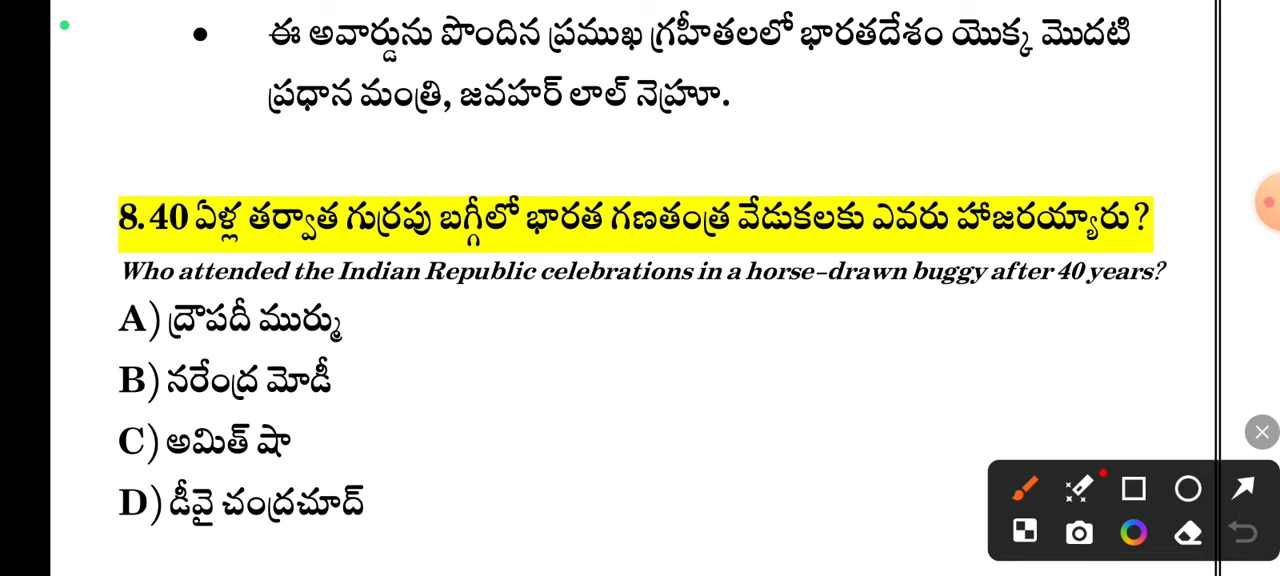 • ఈ అవార్డును పొందిన ప్రముఖ గ్రహీతలలో భారతదేశం యొక్క మొదటి
ప్రధాన మంత్రి, జవహర్ లాల్ నెహ్రూ.
8. 40 ఏళ్ల తర్వాత గుర్రపు బగ్గీలో భారత గణతంత్ర వేడుకలకు ఎవరు హాజరయ్యారు?
Who attended the Indian Republic celebrations in a horse-drawn buggy after 40 years?
A) ద్రౌపదీ ముర్ము
B) నరేంద్ర మోడీ
C) అమిత్ షా
D) డీవై చంద్రచూద్